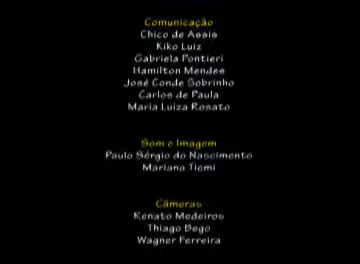 Comunicação
Chico de Assis
Kiko Luiz
Gabriela Pontieri
Hamilton Mendes
José Conde Sobrinho
Carlos de Paula
Maria Luiza Rosato
Som e Imagem
Paulo Sérgio do Nascimento
Mariana Tiemi
Câmeras
Renato Medeiros
Thiago Bego
Wagner Ferreira